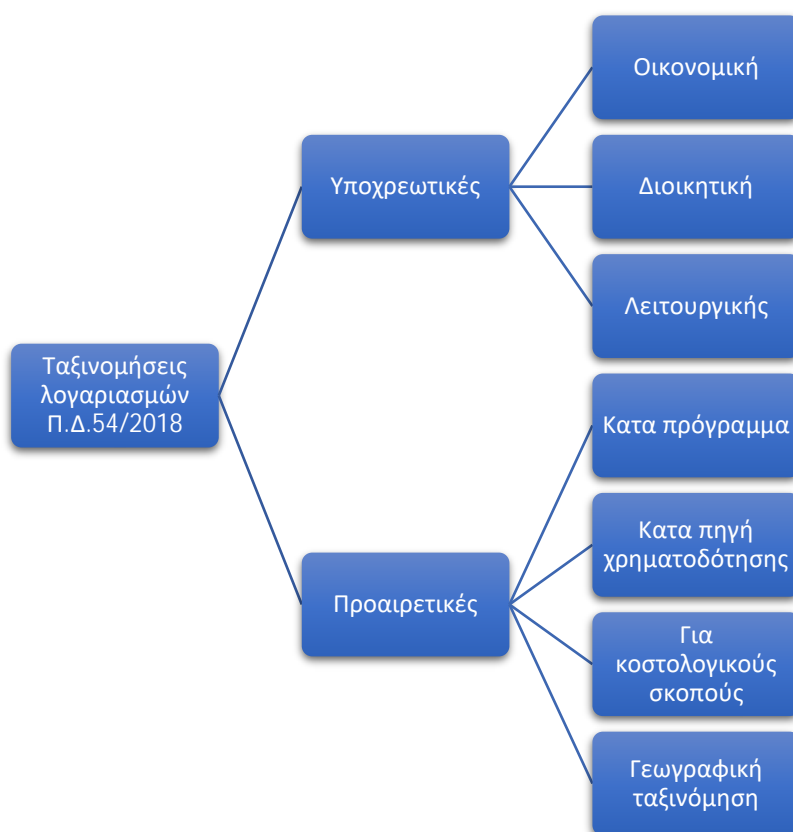 Ταξινομήσεις
λογαριασμών
Π.Δ.54/2018
Υποχρεωτικές
Οικονομική
Διοικητική
Λειτουργικής
Προαιρετικές
Κατα πρόγραμμα
Κατα πηγή
χρηματοδότησης
Για
κοστολογικούς
σκοπούς
Γεωγραφική
ταξινόμηση